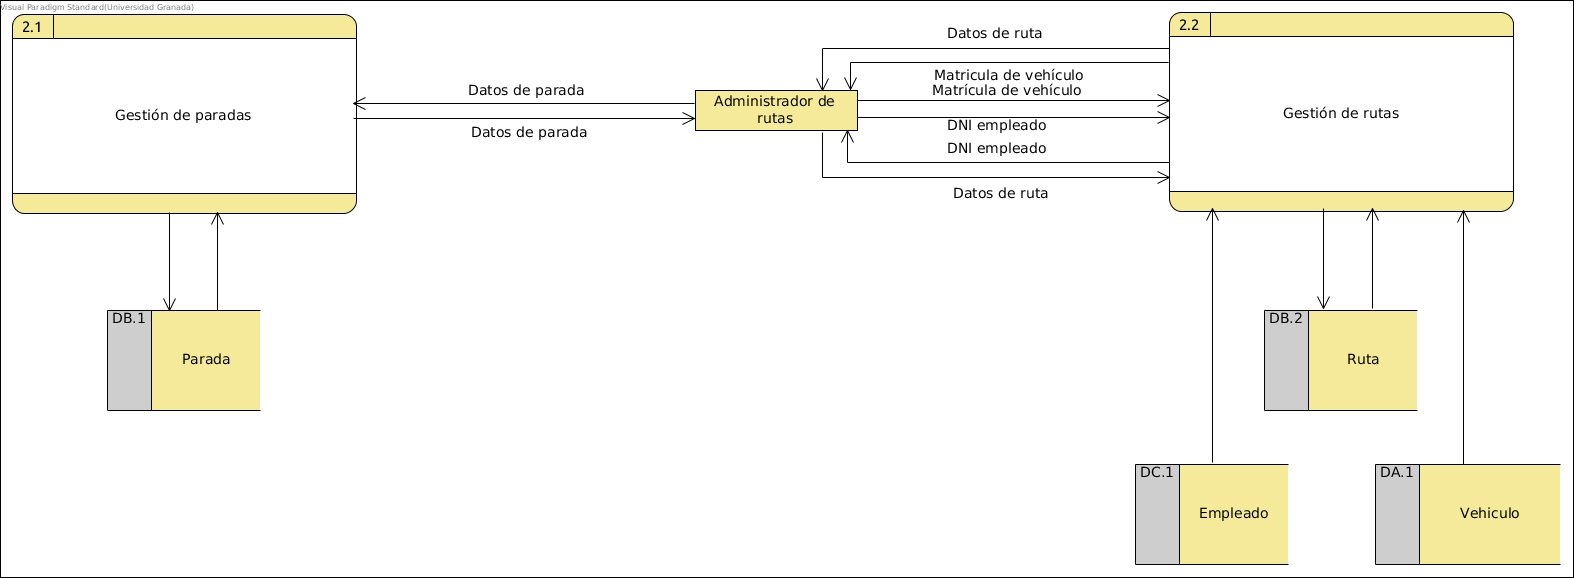 Visual Paradigm Standard(Universidad Granada)
2.1
Gestión de paradas
Datos de parada
Datos de parada
Administrador de
rutas
Datos de ruta
Matricula de vehículo
Matrícula de vehículo
DNI empleado
DNI empleado
Datos de ruta
2.2
Gestión de rutas
DB.1
Parada
DB.2
Ruta
DC.1
Empleado
DA.1
Vehiculo